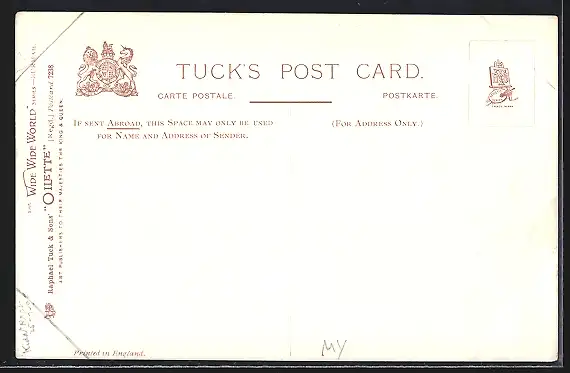 TUCK'S POST CARD.
CARTE POSTALE.
POSTKARTE.
IF SENT ABROAD, THIS SPACE MAY ONLY BE USED
FOR NAME AND ADDRESS OF SENDER.
(FOR ADDRESS ONLY.)
"WIDE WIDE WORLD" SERIES
Raphael Tuck & Sons' "OILETTE" [Regd.] Postcard 7238
ART PUBLISHERS TO THEIR MAJESTIES THE KING & QUEEN.
Printed in England.
MY